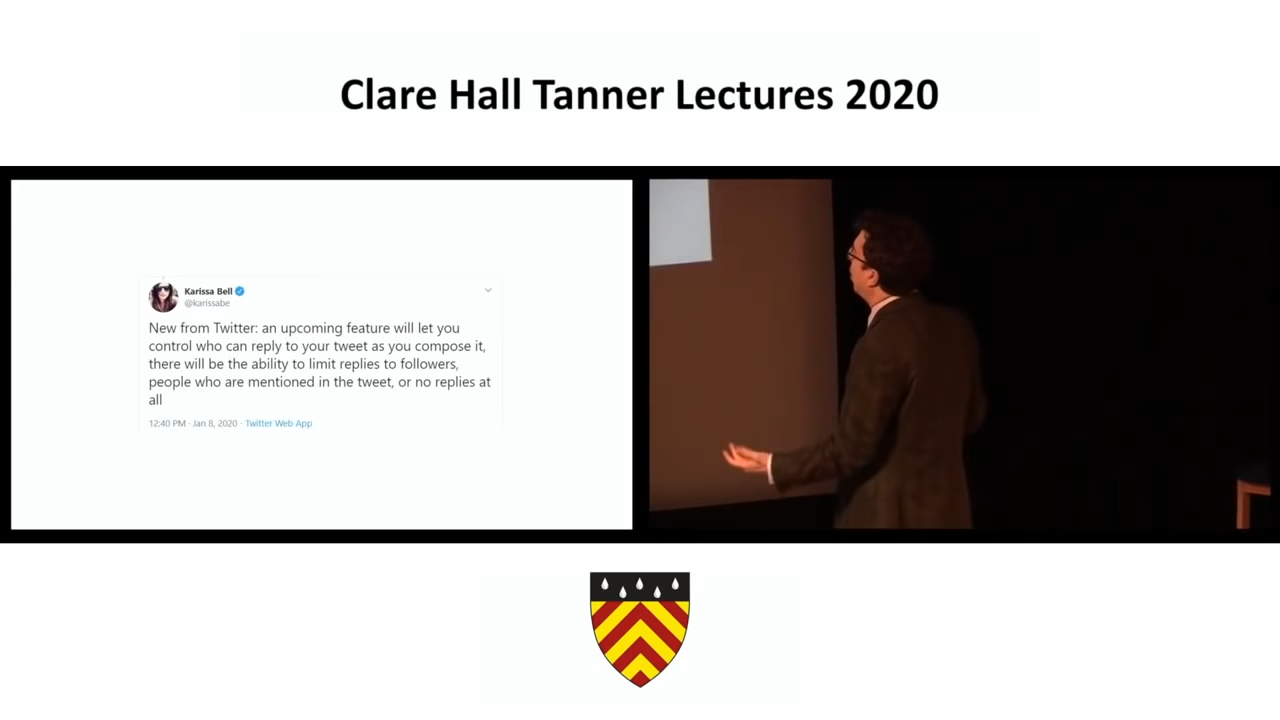 Clare Hall Tanner Lectures 2020
Karissa Bell
@karissabe
New from Twitter: an upcoming feature will let you
control who can reply to your tweet as you compose it,
there will be the ability to limit replies to followers,
people who are mentioned in the tweet, or no replies at
all
12:40 PM · Jan 8, 2020 · Twitter Web App